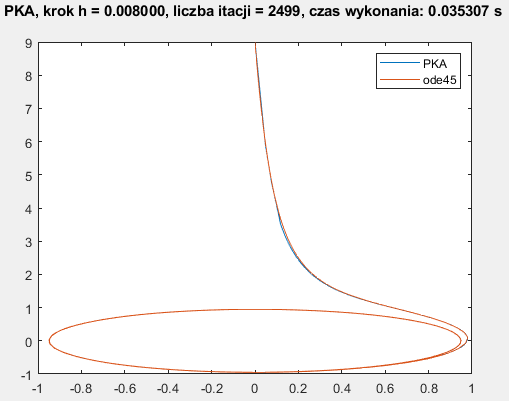 PKA, krok h = 0.008000, liczba itacji = 2499, czas wykonania: 0.035307 s
9
8
7
6
5
4
3
2
1
0
-1
PKA
ode45
-1 -0.8 -0.6 -0.4 -0.2 0 0.2 0.4 0.6 0.8 1